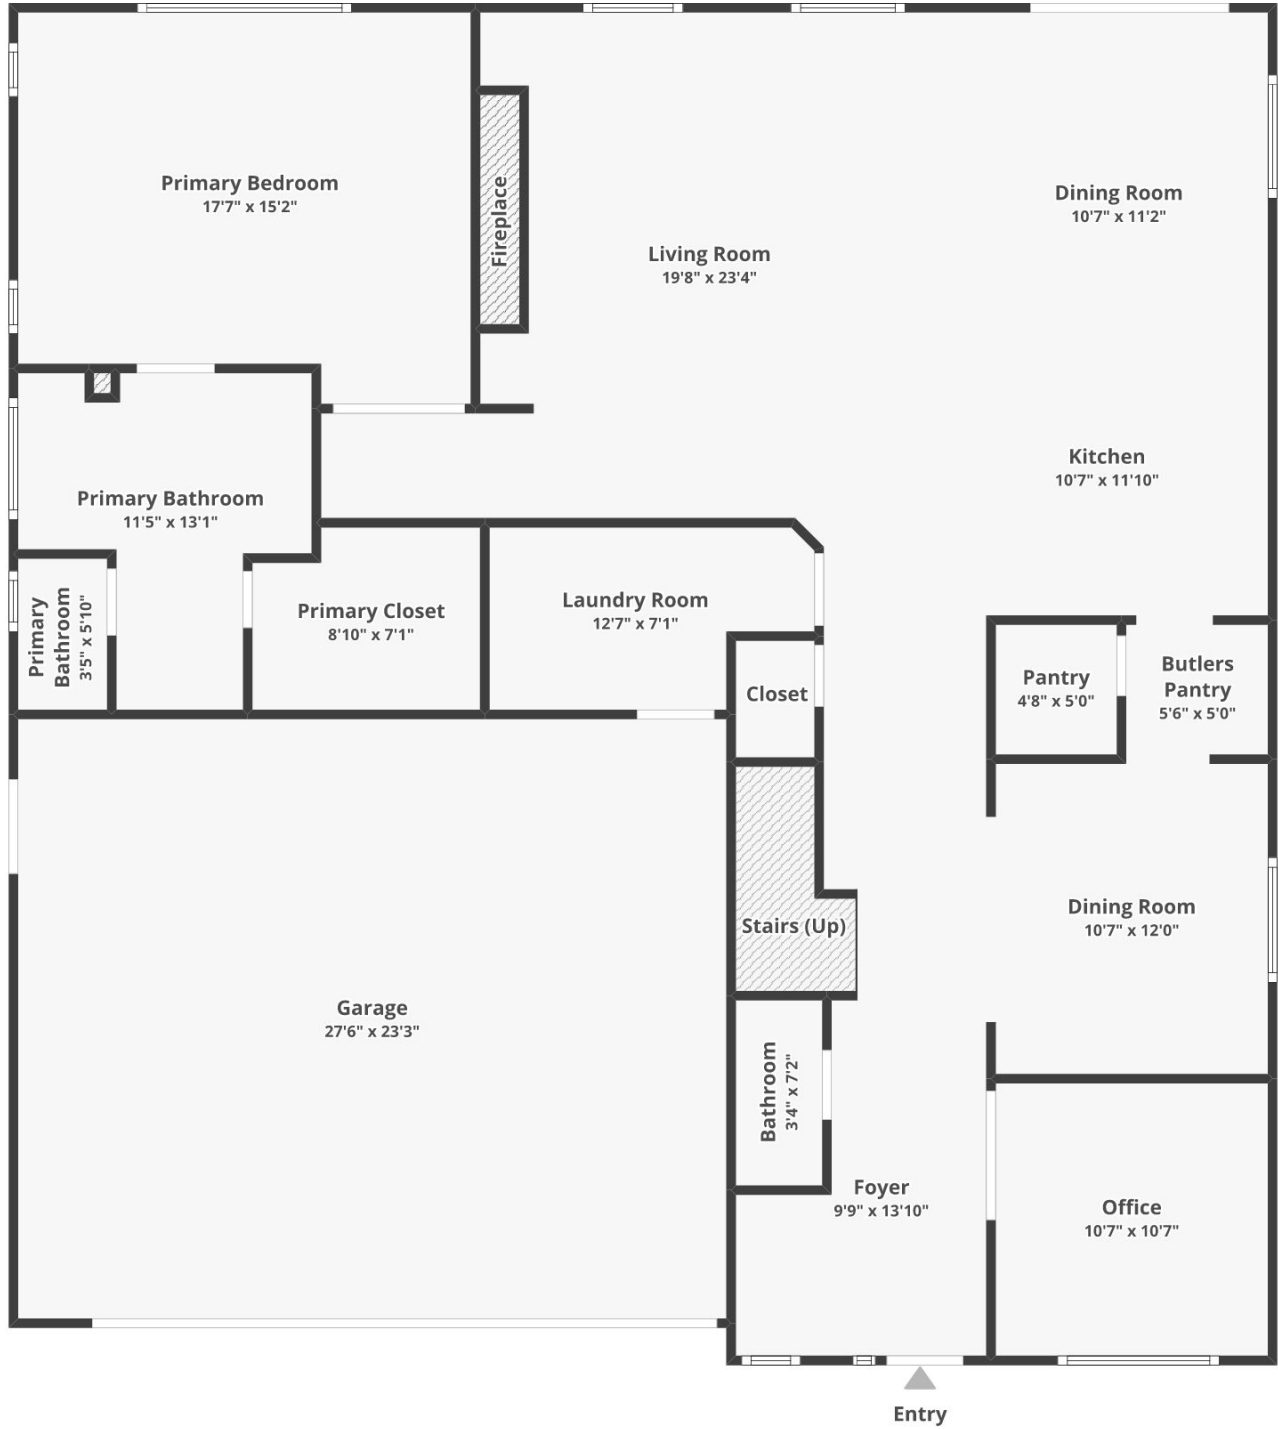 Primary Bedroom
17'7" x 15'2"
Fireplace
Living Room
19'8" x 23'4"
Dining Room
10'7" x 11'2"
Kitchen
10'7" x 11'10"
Primary Bathroom
11'5" x 13'1"
Primary
Bathroom
3'5" x 5'10"
Primary Closet
8'10" x 7'1"
Laundry Room
12'7" x 7'1"
Closet
Pantry
4'8" x 5'0"
Butlers
Pantry
5'6" x 5'0"
Stairs (Up)
Dining Room
10'7" x 12'0"
Garage
27'6" x 23'3"
Bathroom
3'4" x 7'2"
Foyer
9'9" x 13'10"
Office
10'7" x 10'7"
Entry